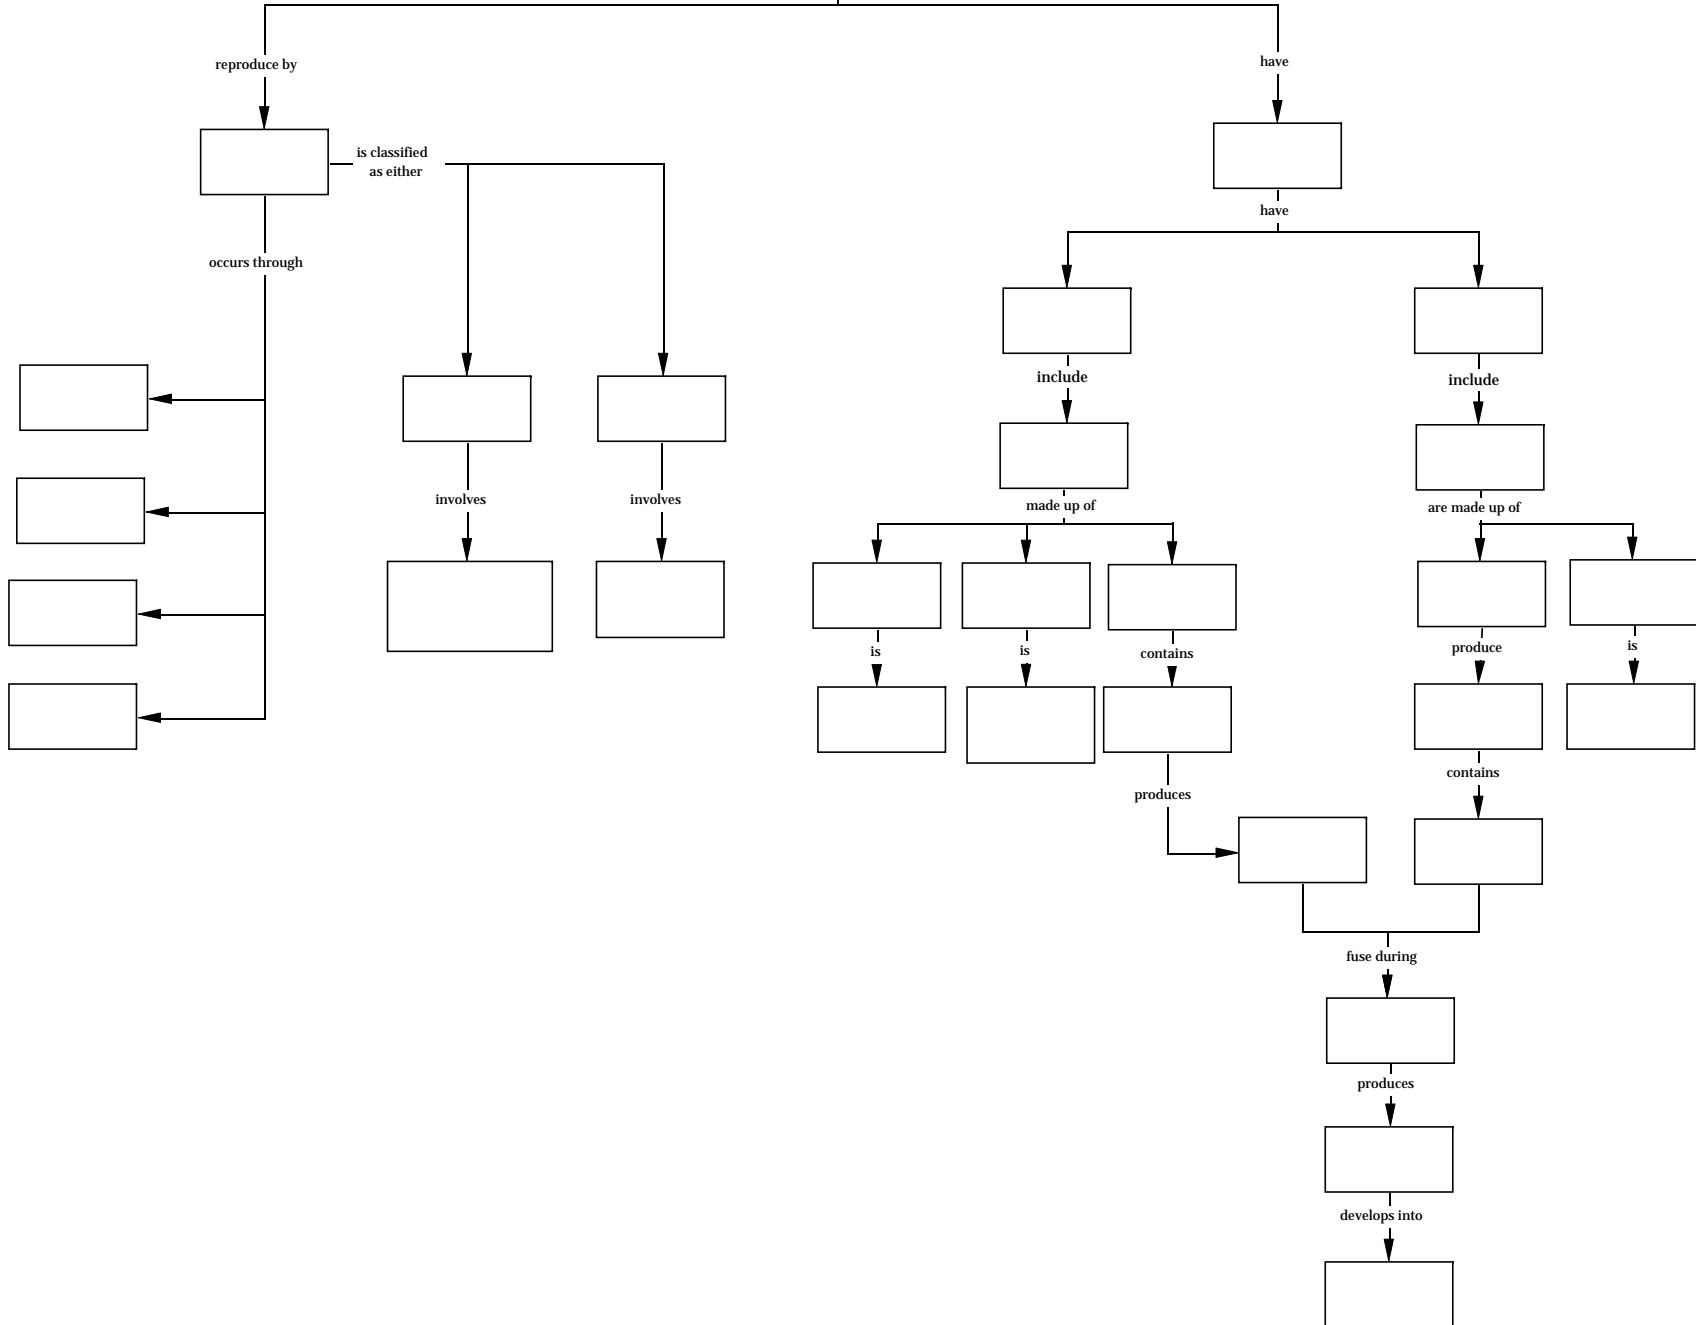 reproduce by
have
is classified
as either
have
occurs through
include
include
involves
involves
made up of
are made up of
is
is
contains
produce
is
produces
contains
fuse during
produces
develops into